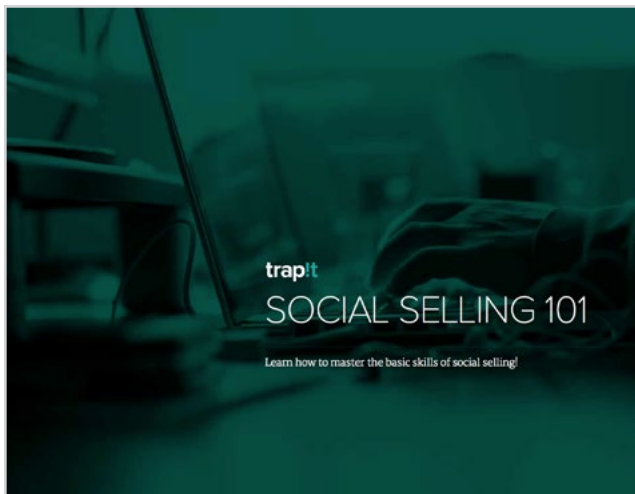 trap!t
SOCIAL SELLING 101
Learn how to master the basic skills of social selling!